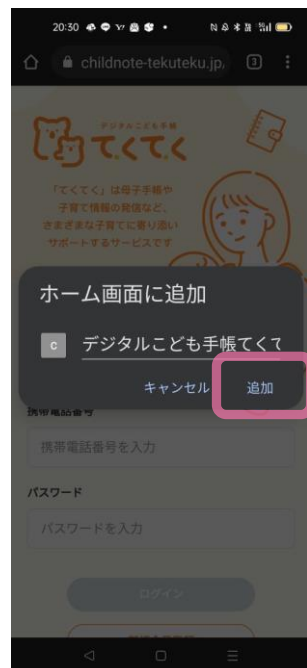 20:30
childnote-tekuteku.jp,
3
デジタルこども手帳
てくてく
「てくてく」は母子手帳や
子育て情報の発信など、
さまざまな子育てに寄り添い
サポートするサービスです
ホーム画面に追加
c
デジタルこども手帳てくて
キャンセル
追加
携帯電話番号
携帯電話番号を入力
パスワード
パスワードを入力
ログイン